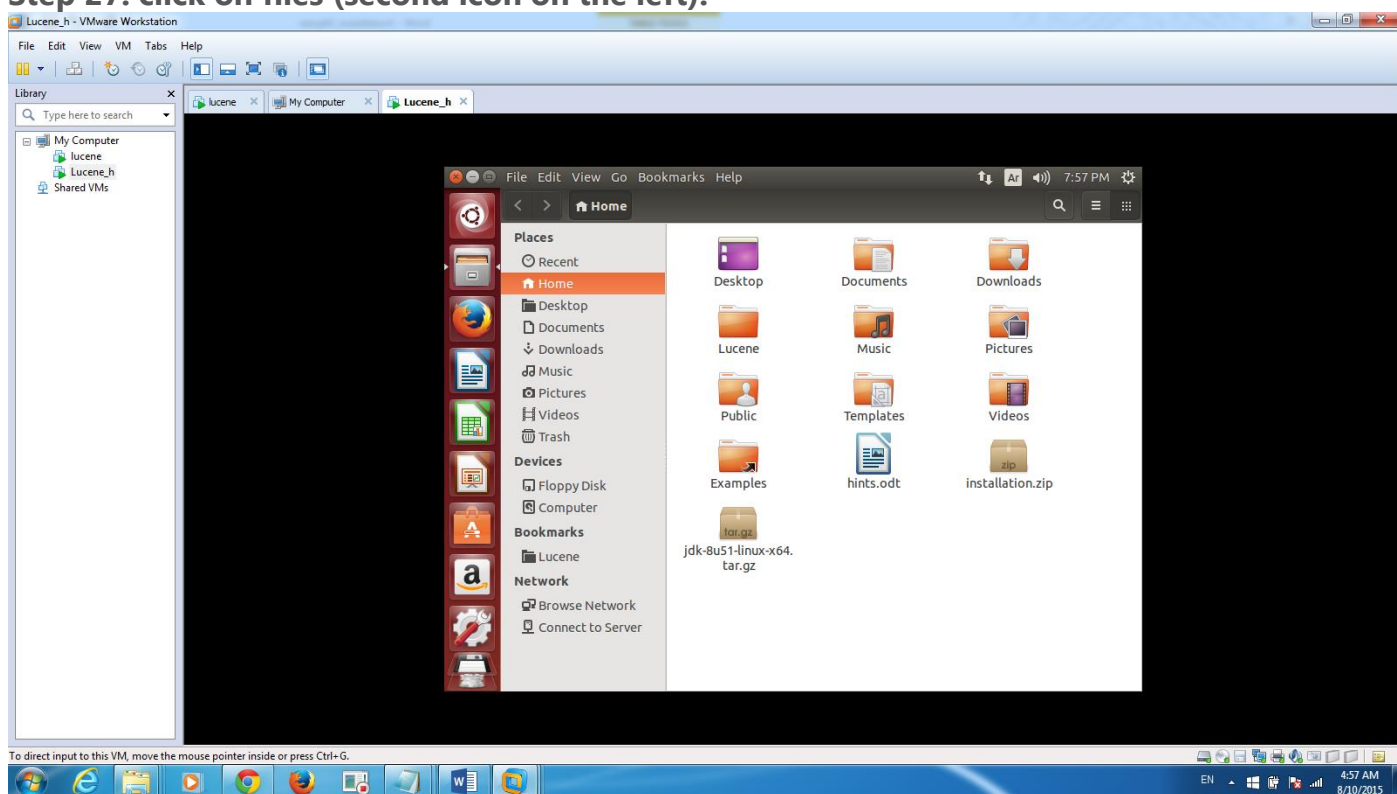 Step 27: click on files (second icon on the left).
Lucene_h - VMware Workstation
File Edit View VM Tabs Help
Library
Type here to search
My Computer
lucene
Lucene_h
Shared VMs
lucene
My Computer
Lucene_h
File Edit View Go Bookmarks Help
Ar
7:57 PM
Home
Places
Recent
Home
Desktop
Documents
Downloads
Music
Pictures
Videos
Trash
Devices
Floppy Disk
Computer
Bookmarks
Lucene
Network
Browse Network
Connect to Server
Desktop
Documents
Downloads
Lucene
Music
Pictures
Public
Templates
Videos
zip
Examples
hints.odt
installation.zip
tar.gz
jdk-8u51-linux-x64.
tar.gz
To direct input to this VM, move the mouse pointer inside or press Ctrl+G.
EN
4:57 AM
8/10/2015